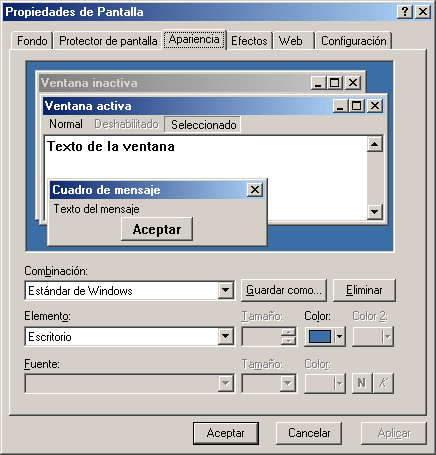 Propiedades de Pantalla
Fondo Protector de pantalla Apariencia Efectos Web Configuración
Ventana inactiva
Ventana activa
Normal Deshabilitado Seleccionado
Texto de la ventana
Cuadro de mensaje
Texto del mensaje
Aceptar
Combinación:
Estándar de Windows Guardar como... Eliminar
Elemento: Tamaño: Color: Color 2:
Escritorio
Fuente: Tamaño: Color:
N K
Aceptar Cancelar Aplicar